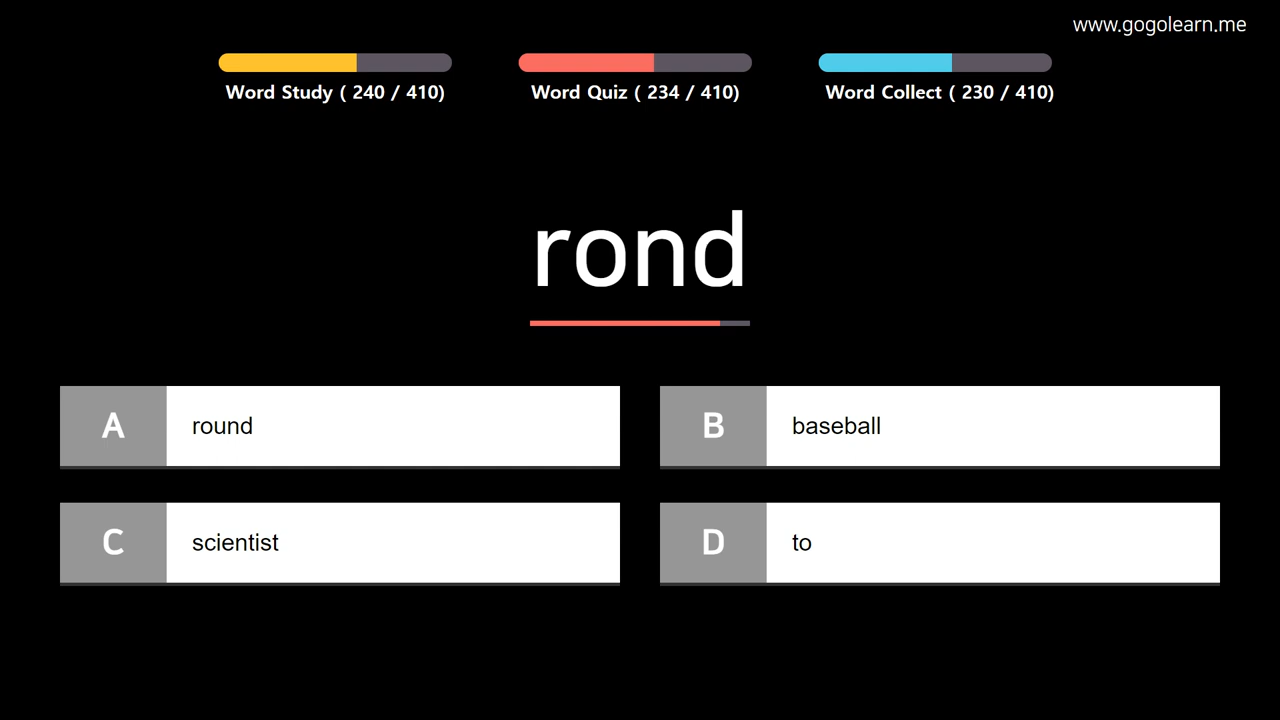 www.gogolearn.me
Word Study ( 240 / 410)
Word Quiz ( 234 / 410)
Word Collect ( 230 / 410)
rond
A round
B baseball
C scientist
D to